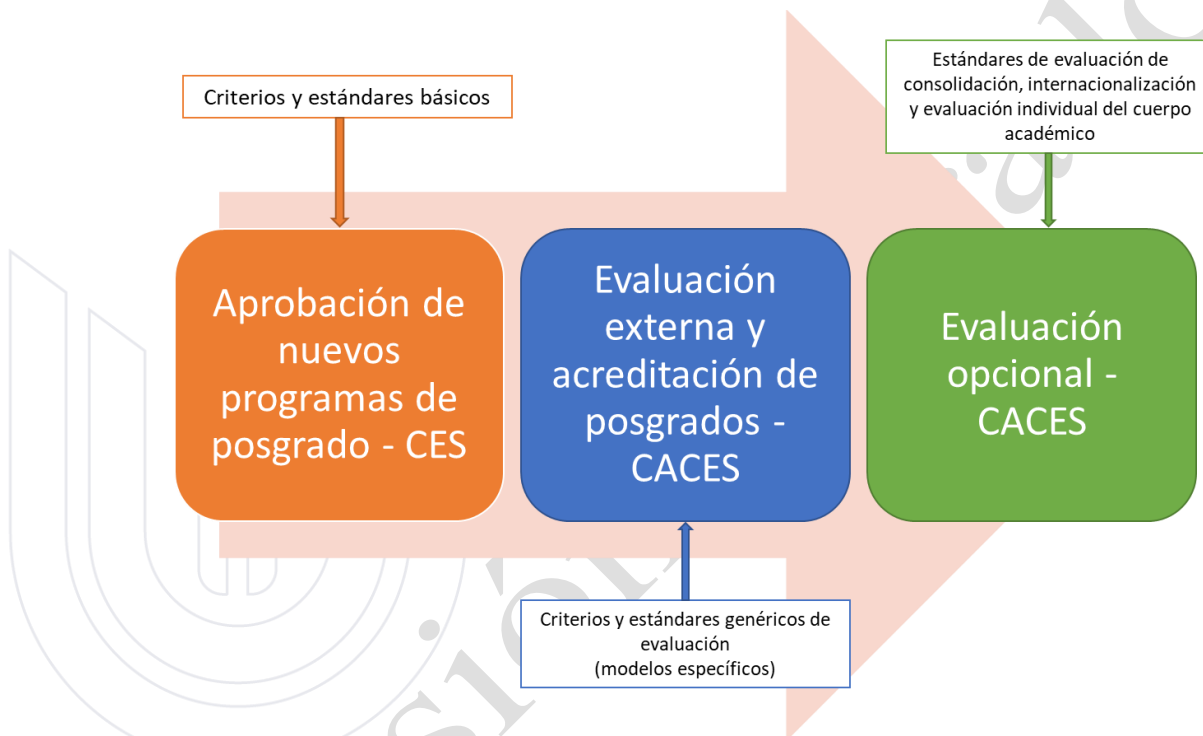 Criterios y estándares básicos
Estándares de evaluación de
consolidación, internacionalización
y evaluación individual del cuerpo
académico
Aprobación de
nuevos
programas de
posgrado - CES
Evaluación
externa y
acreditación de
posgrados -
CACES
Evaluación
opcional -
CACES
Criterios y estándares genéricos de
evaluación
(modelos específicos)